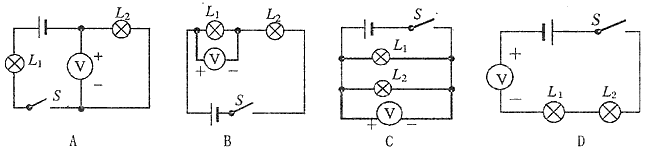 L₂
L₁
V
+
−
S
A
L₁
L₂
V
+
−
S
B
S
L₁
L₂
V
+
−
C
S
+
V
−
L₁
L₂
D